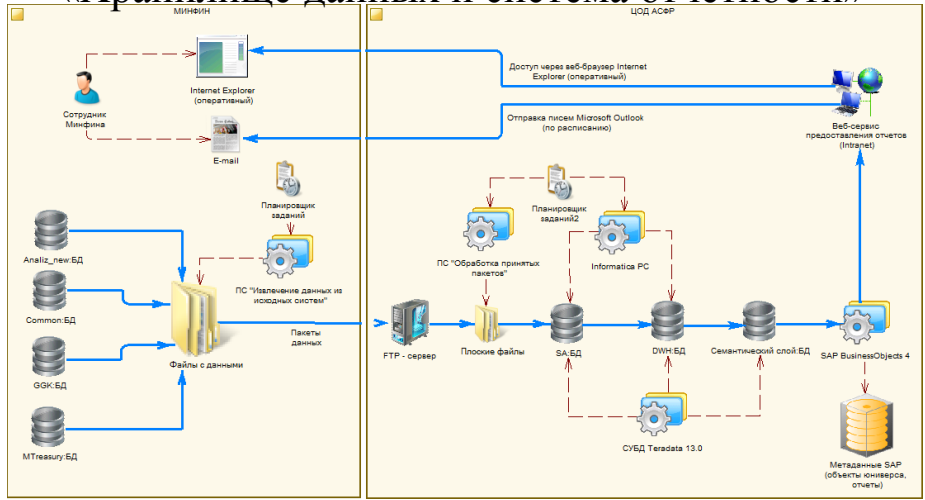 «Хранилище данных и система отчетности»
МИНФИН
ЦОД АСФР
Internet Explorer
(оперативный)
Доступ через веб-браузер Internet
Explorer (оперативный)
Сотрудник
Минфина
Отправка писем Microsoft Outlook
(по расписанию)
Веб-сервис
предоставления отчетов
(Intranet)
E-mail
Планировщик
заданий
Планировщик
заданий2
Analiz_new:БД
ПС "Извлечение данных из
исходных систем"
ПС "Обработка принятых
пакетов"
Informatica PC
Common:БД
Пакеты
данных
FTP - сервер
Плоские файлы
SA:БД
DWH:БД
Семантический слой:БД
SAP BusinessObjects 4
Файлы с данными
GGK:БД
СУБД Teradata 13.0
MTreasury:БД
Метаданные SAP
(объекты юниверса,
отчеты)